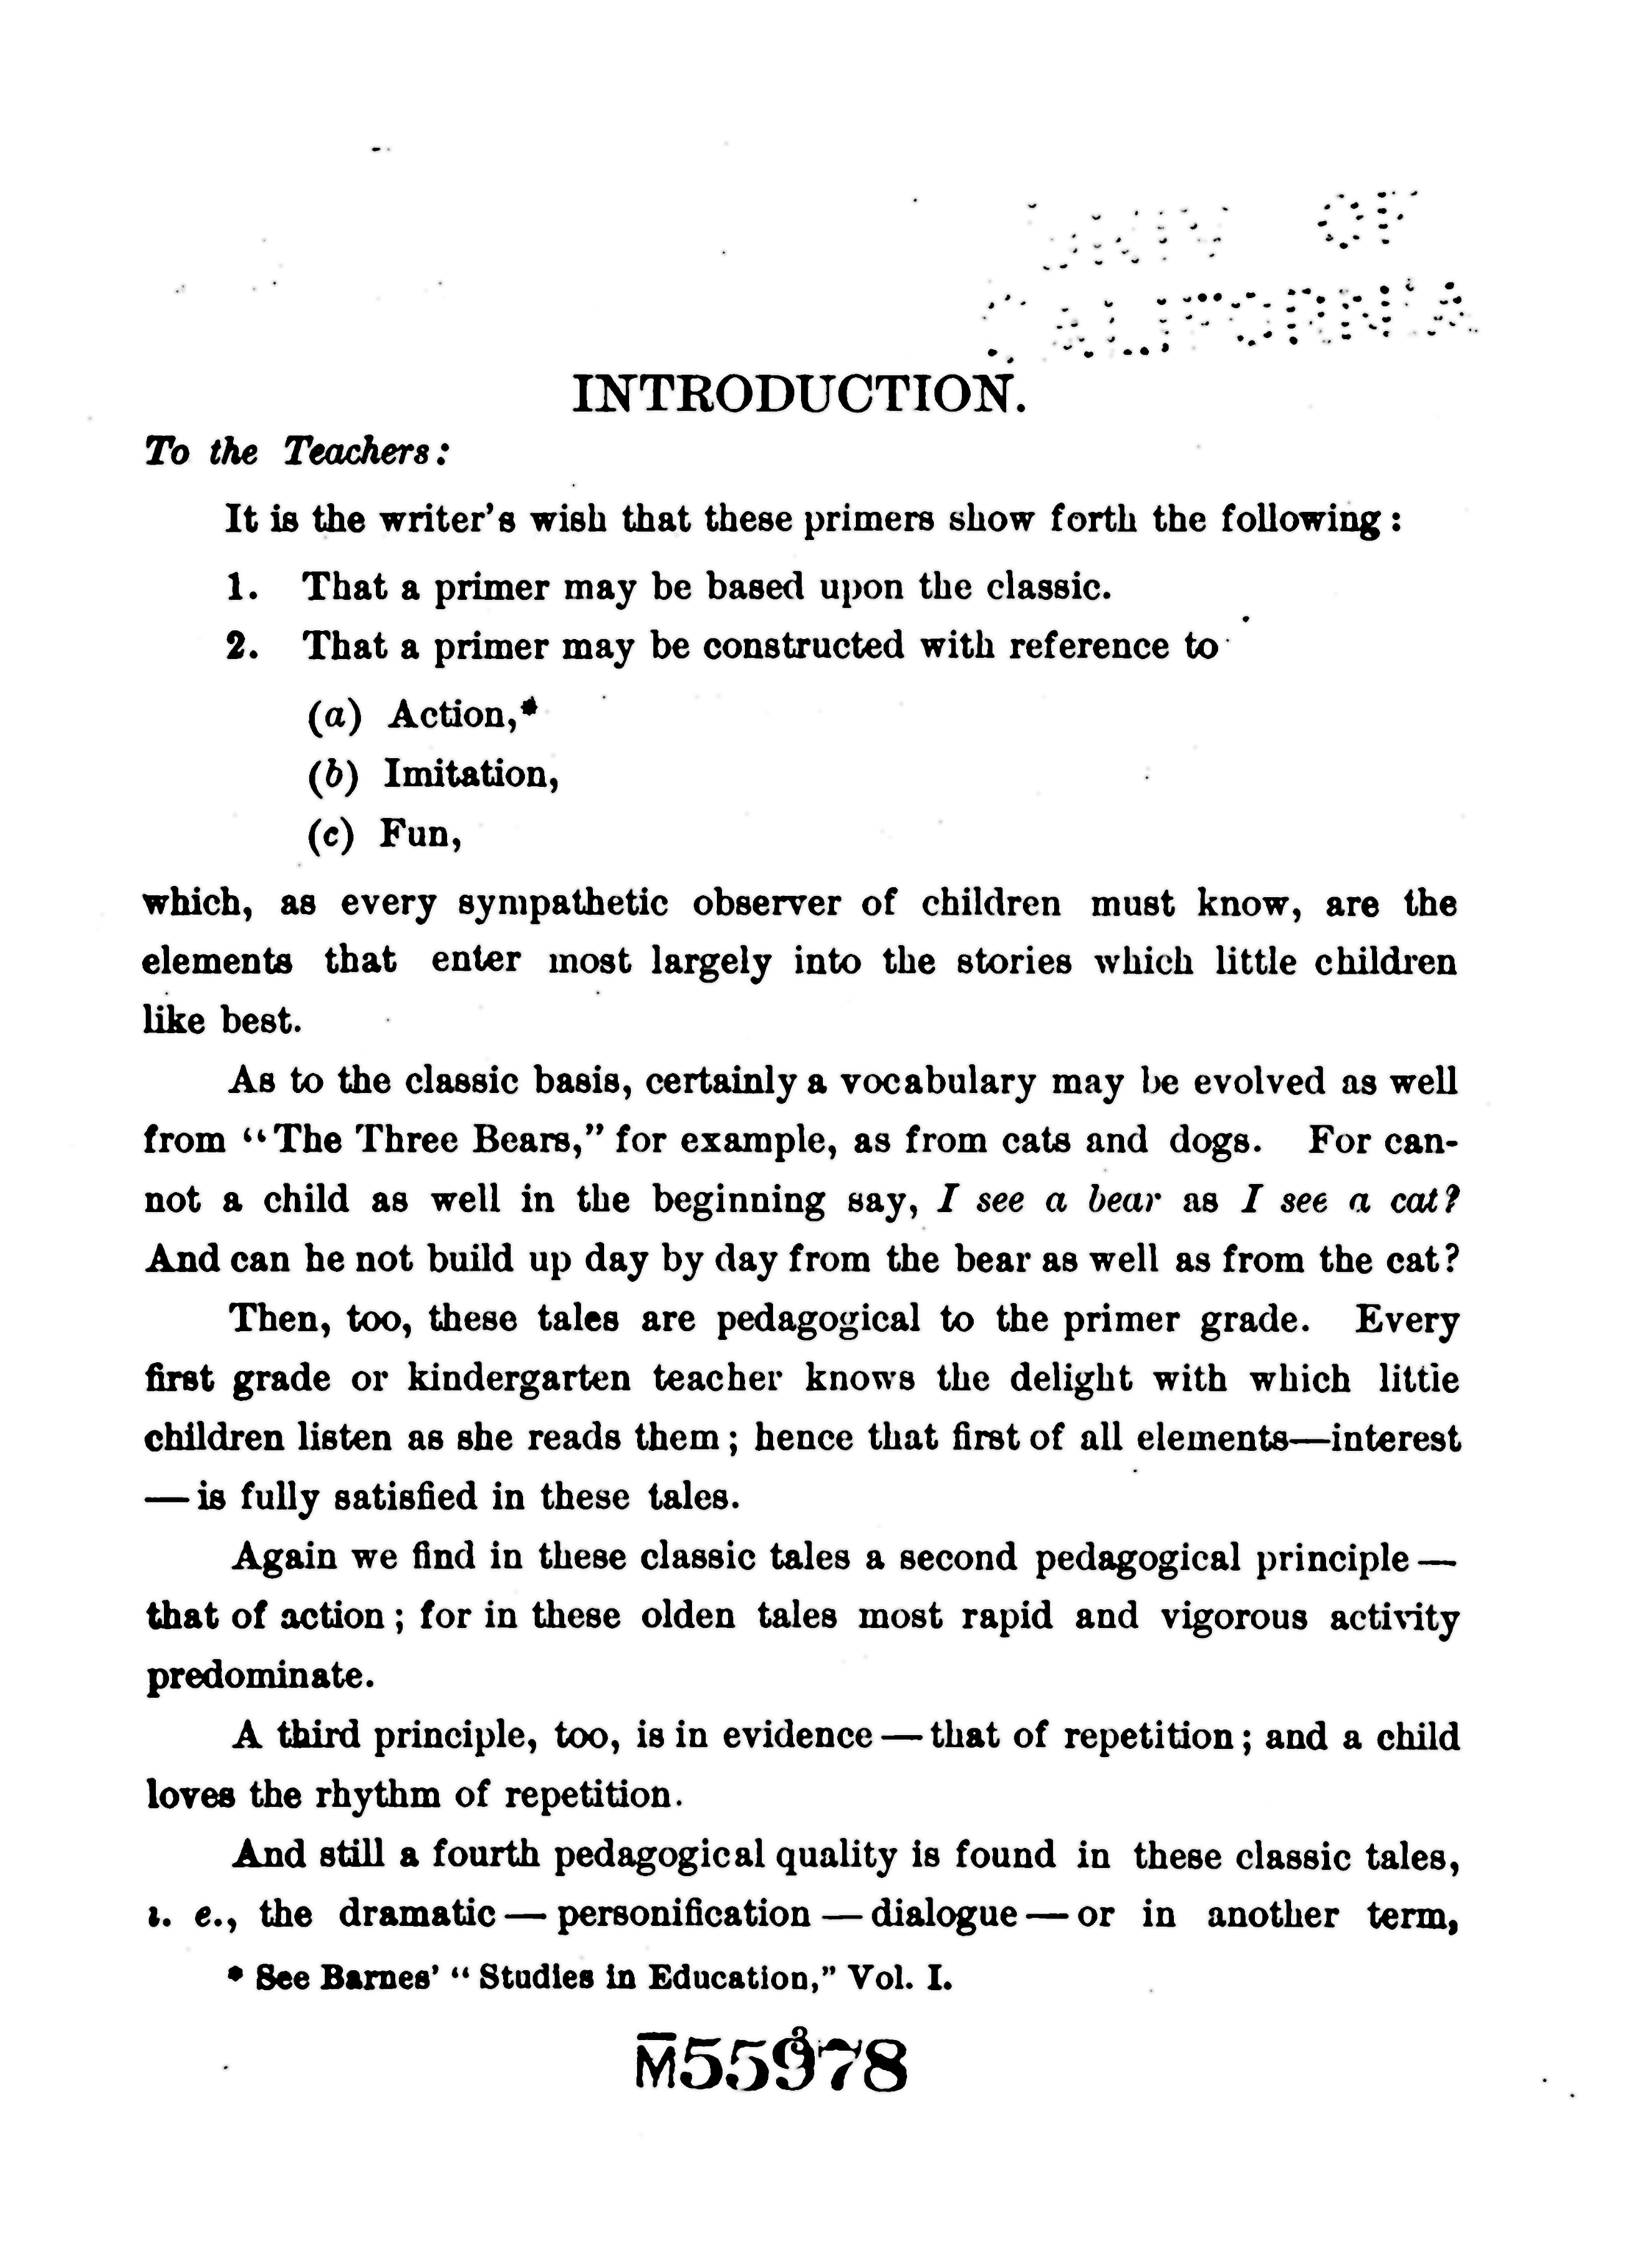 UNIV OF
CALIFORNIA
INTRODUCTION.
To the Teachers:
It is the writer's wish that these primers show forth the following:
1. That a primer may be based upon the classic.
2. That a primer may be constructed with reference to
(a) Action,*
(b) Imitation,
(c) Fun,
which, as every sympathetic observer of children must know, are the
elements that enter most largely into the stories which little children
like best.
As to the classic basis, certainly a vocabulary may be evolved as well
from “The Three Bears,” for example, as from cats and dogs. For can-
not a child as well in the beginning say, I see a bear as I see a cat?
And can he not build up day by day from the bear as well as from the cat?
Then, too, these tales are pedagogical to the primer grade. Every
first grade or kindergarten teacher knows the delight with which little
children listen as she reads them; hence that first of all elements—interest
—is fully satisfied in these tales.
Again we find in these classic tales a second pedagogical principle—
that of action; for in these olden tales most rapid and vigorous activity
predominate.
A third principle, too, is in evidence—that of repetition; and a child
loves the rhythm of repetition.
And still a fourth pedagogical quality is found in these classic tales,
i. e., the dramatic—personification—dialogue—or in another term,
* See Barnes' “Studies in Education,” Vol. I.
3
M55978